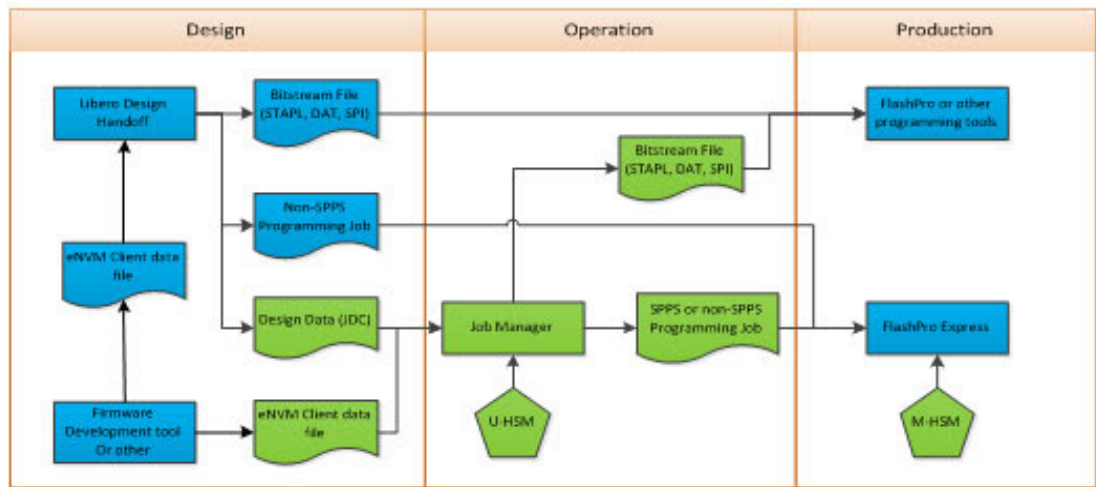 Design
Operation
Production
Libero Design
Handoff
Bitstream File
(STAPL, DAT, SPI)
FlashPro or other
programming tools
Bitstream File
(STAPL, DAT, SPI)
Non-SPPS
Programming Job
eNVM Client data
file
Design Data (JDC)
Job Manager
SPPS or non-SPPS
Programming Job
FlashPro Express
Firmware
Development tool
Or other
eNVM Client data
file
U-HSM
M-HSM